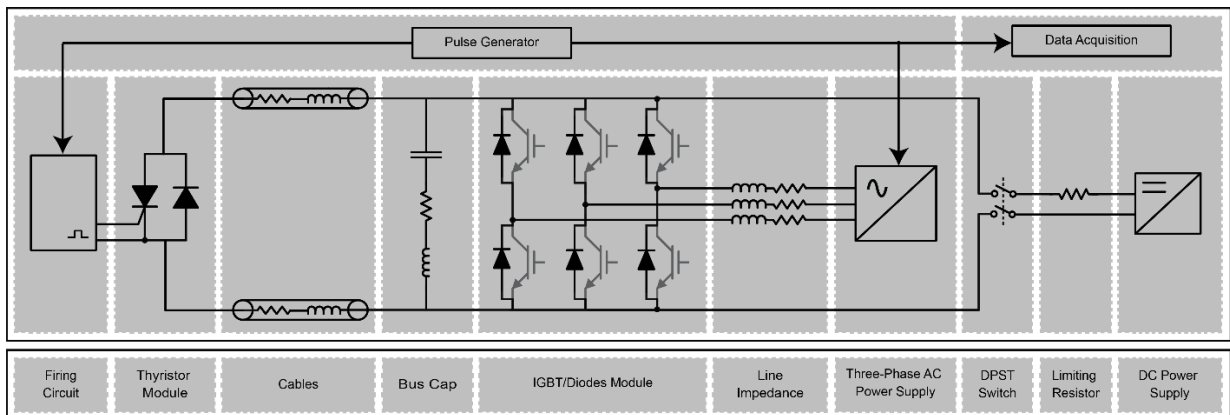 Pulse Generator
Data Acquisition
Firing
Circuit
Thyristor
Module
Cables
Bus Cap
IGBT/Diodes Module
Line
Impedance
Three-Phase AC
Power Supply
DPST
Switch
Limiting
Resistor
DC Power
Supply